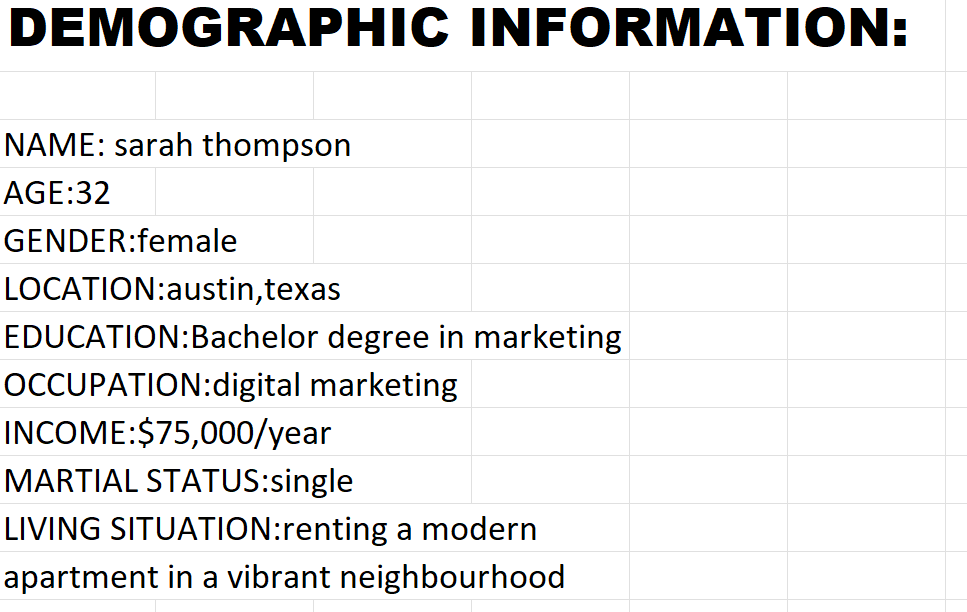 DEMOGRAPHIC INFORMATION:
NAME: sarah thompson
AGE:32
GENDER:female
LOCATION:austin,texas
EDUCATION:Bachelor degree in marketing
OCCUPATION:digital marketing
INCOME:$75,000/year
MARTIAL STATUS:single
LIVING SITUATION:renting a modern
apartment in a vibrant neighbourhood